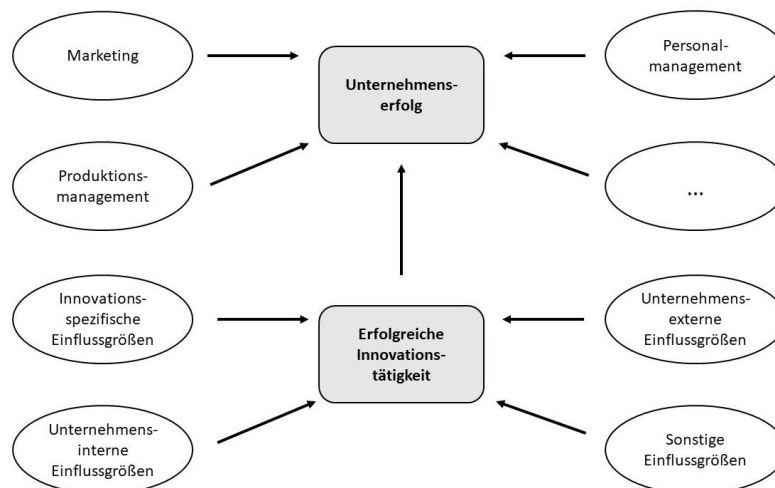 Marketing
Unternehmens-
erfolg
Personal-
management
Produktions-
management
...
Innovations-
spezifische
Einflussgrößen
Erfolgreiche
Innovations-
tätigkeit
Unternehmens-
externe
Einflussgrößen
Unternehmens-
interne
Einflussgrößen
Sonstige
Einflussgrößen